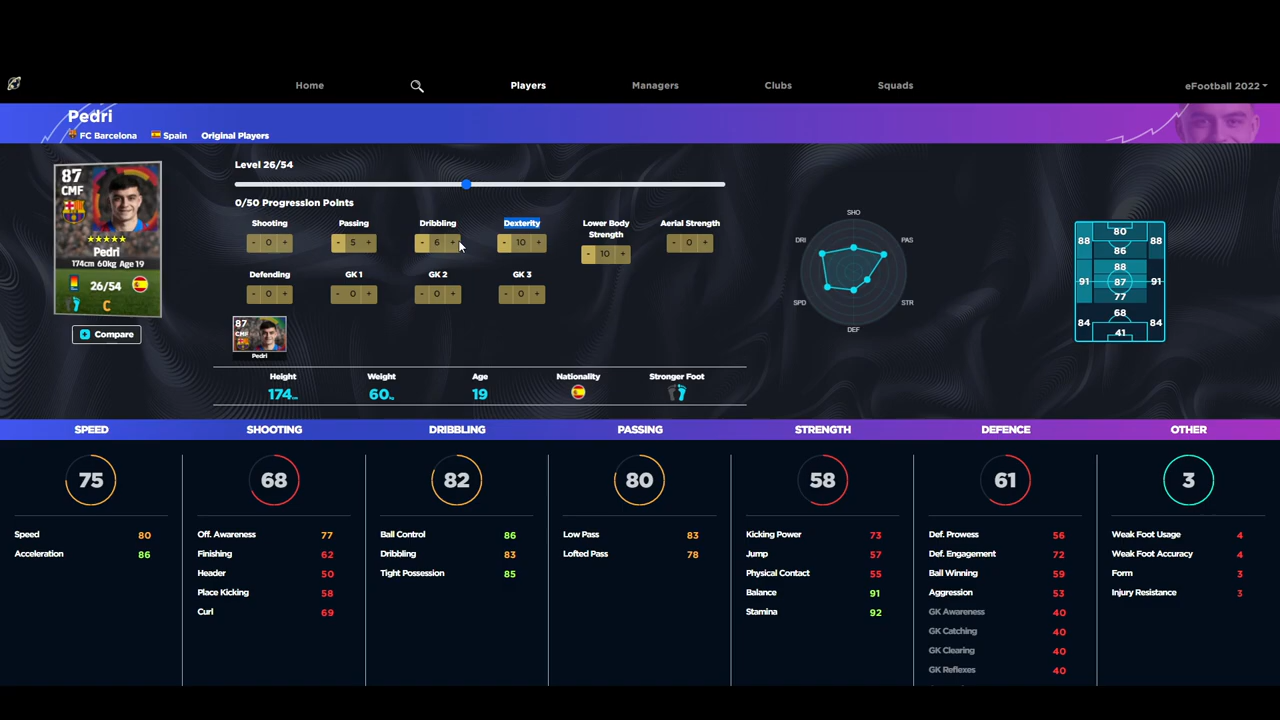 Home
Players
Managers
Clubs
Squads
eFootball 2022
Pedri
FC Barcelona
Spain
Original Players
87
CMF
Pedri
174cm 60kg Age 19
26/54
C
Compare
Level 26/54
0/50 Progression Points
Shooting
- 0 +
Passing
- 5 +
Dribbling
- 6 +
Dexterity
- 10 +
Lower Body
Strength
- 10 +
Aerial Strength
- 0 +
Defending
- 0 +
GK 1
- 0 +
GK 2
- 0 +
GK 3
- 0 +
87
CMF
Pedri
Height
174
Weight
60
Age
19
Nationality
Stronger Foot
SHO
PAS
STR
DEF
SPD
DRI
80
88 88
86
88
91 87 91
77
68
84 84
41
SPEED
75
Speed 80
Acceleration 86
SHOOTING
68
Off. Awareness 77
Finishing 62
Header 50
Place Kicking 58
Curl 69
DRIBBLING
82
Ball Control 86
Dribbling 83
Tight Possession 85
PASSING
80
Low Pass 83
Lofted Pass 78
STRENGTH
58
Kicking Power 73
Jump 57
Physical Contact 55
Balance 91
Stamina 92
DEFENCE
61
Def. Prowess 56
Def. Engagement 72
Ball Winning 59
Aggression 53
GK Awareness 40
GK Catching 40
GK Clearing 40
GK Reflexes 40
OTHER
3
Weak Foot Usage 4
Weak Foot Accuracy 4
Form 3
Injury Resistance 3